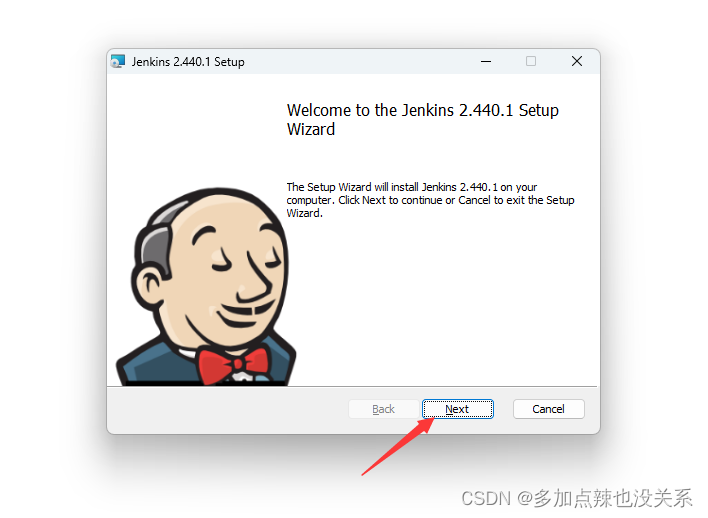 Jenkins 2.440.1 Setup
Welcome to the Jenkins 2.440.1 Setup
Wizard
The Setup Wizard will install Jenkins 2.440.1 on your
computer. Click Next to continue or Cancel to exit the Setup
Wizard.
Back
Next
Cancel
CSDN @多加点辣也没关系